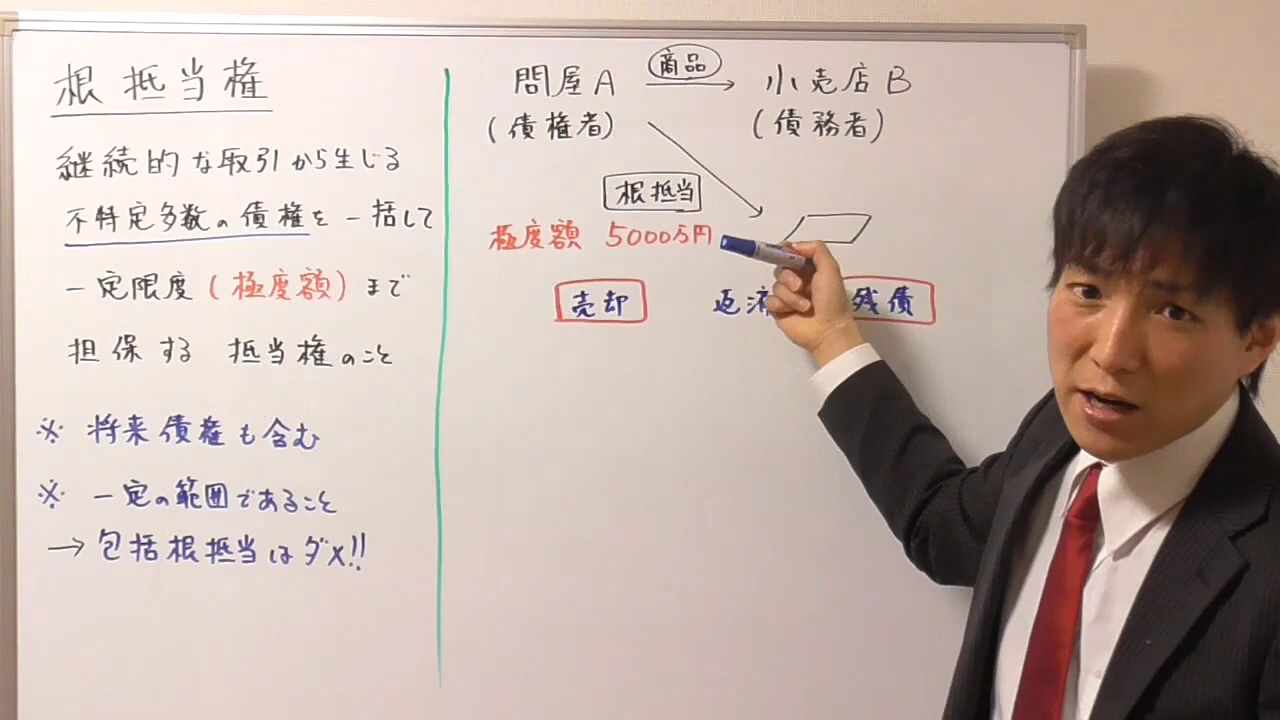 根抵当権
継続的な取引から生じる
不特定多数の債権を一括して
一定限度(極度額)まで
担保する 抵当権のこと
※ 将来債権も含む
※ 一定の範囲であること
→ 包括根抵当はダメ!!
商品
問屋A → 小売店B
(債権者) (債務者)
根抵当
極度額 5000万円
売却 返済 残債